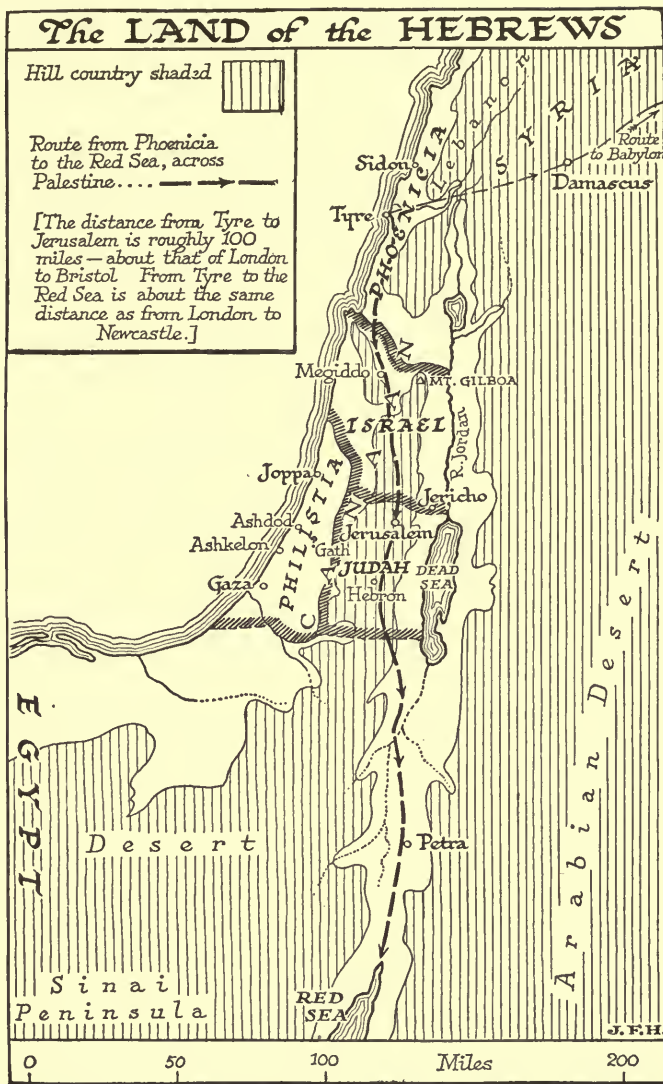 The LAND of the HEBREWS
Hill country shaded
Route from Phoenicia
to the Red Sea, across
Palestine....
[The distance from Tyre to
Jerusalem is roughly 100
miles — about that of London
to Bristol From Tyre to the
Red Sea is about the same
distance as from London to
Newcastle.]
SYRIA
Lebanon
PHOENICIA
Route
to Babylon
Sidon
Damascus
Tyre
Megiddo
MT. GILBOA
CANAAN
ISRAEL
R. Jordan
Joppa
PHILISTIA
Jericho
Ashdod
Jerusalem
Ashkelon
Gath
JUDAH
DEAD
SEA
Gaza
Hebron
EGYPT
Desert
Arabian Desert
Petra
Sinai
Peninsula
RED
SEA
J.F.H.
0 50 100 Miles 200